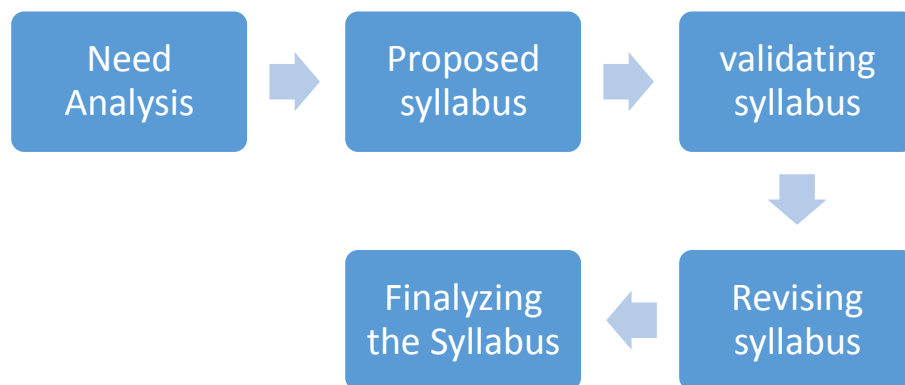 Need
Analysis
Proposed
syllabus
validating
syllabus
Revising
syllabus
Finalyzing
the Syllabus